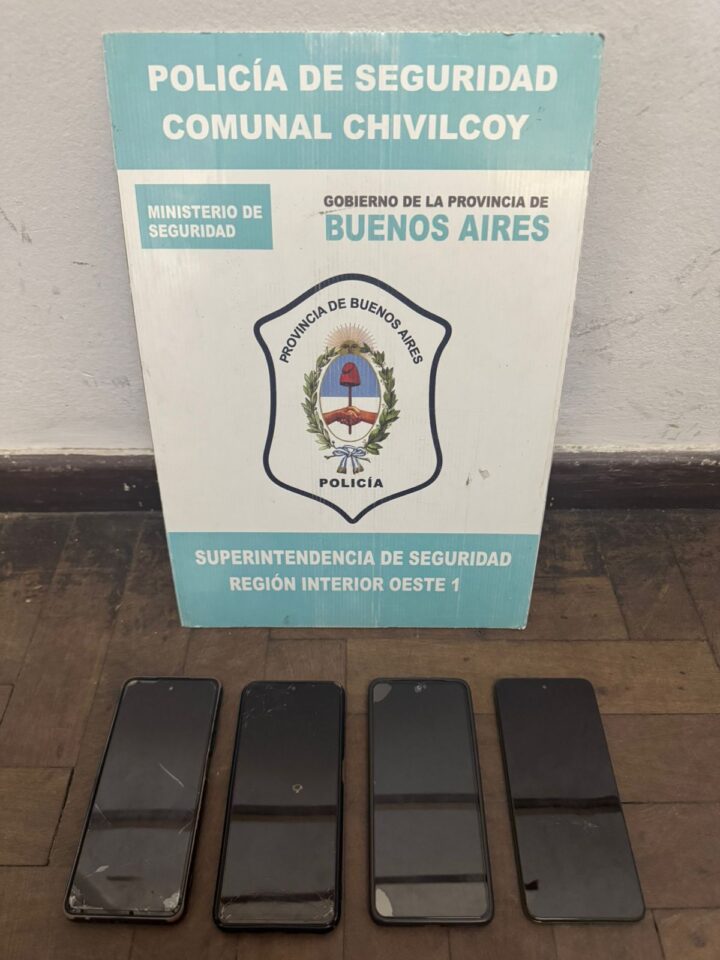 POLICÍA DE SEGURIDAD
COMUNAL CHIVILCOY
MINISTERIO DE
SEGURIDAD
GOBIERNO DE LA PROVINCIA DE
BUENOS AIRES
PROVINCIA DE BUENOS AIRES
POLICÍA
SUPERINTENDENCIA DE SEGURIDAD
REGIÓN INTERIOR OESTE 1